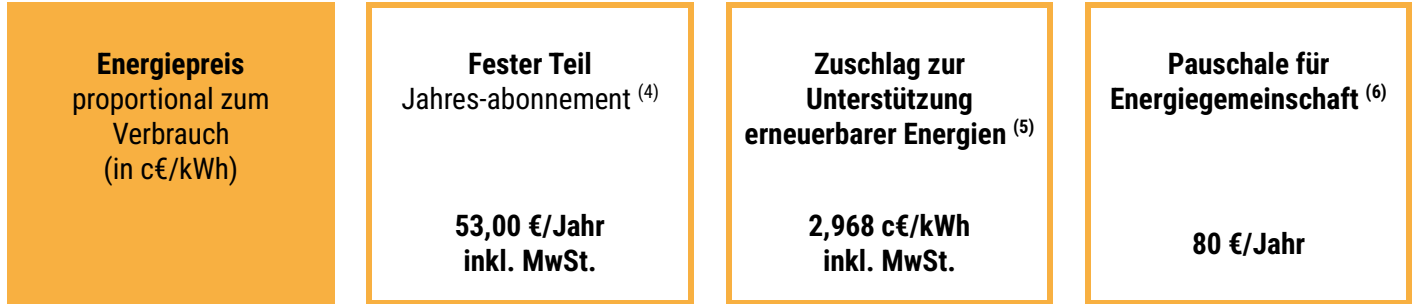 Energiepreis
proportional zum
Verbrauch
(in c€/kWh)
Fester Teil
Jahres-abonnement (4)
53,00 €/Jahr
inkl. MwSt.
Zuschlag zur
Unterstützung
erneuerbarer Energien (5)
2,968 c€/kWh
inkl. MwSt.
Pauschale für
Energiegemeinschaft (6)
80 €/Jahr